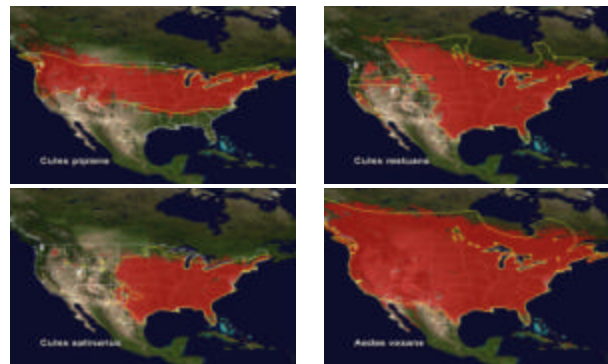 Culex pipiens
Culex restuans
Culex salinarius
Aedes vexans